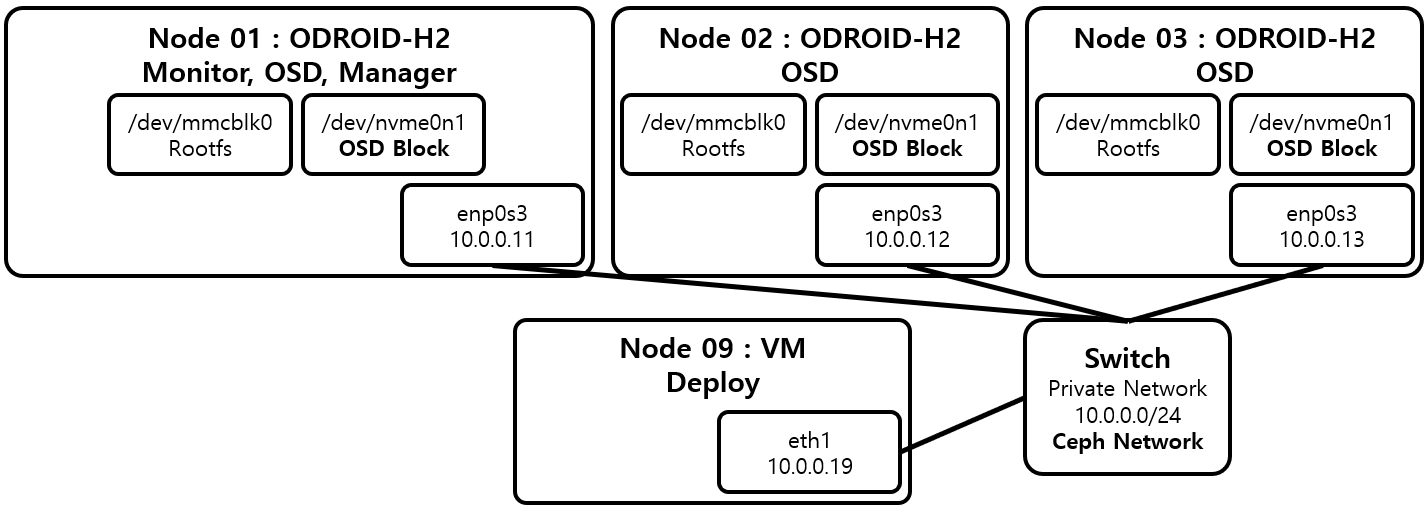 Node 01 : ODROID-H2
Monitor, OSD, Manager
/dev/mmcblk0
Rootfs
/dev/nvme0n1
OSD Block
enp0s3
10.0.0.11
Node 02 : ODROID-H2
OSD
/dev/mmcblk0
Rootfs
/dev/nvme0n1
OSD Block
enp0s3
10.0.0.12
Node 03 : ODROID-H2
OSD
/dev/mmcblk0
Rootfs
/dev/nvme0n1
OSD Block
enp0s3
10.0.0.13
Node 09 : VM
Deploy
eth1
10.0.0.19
Switch
Private Network
10.0.0.0/24
Ceph Network